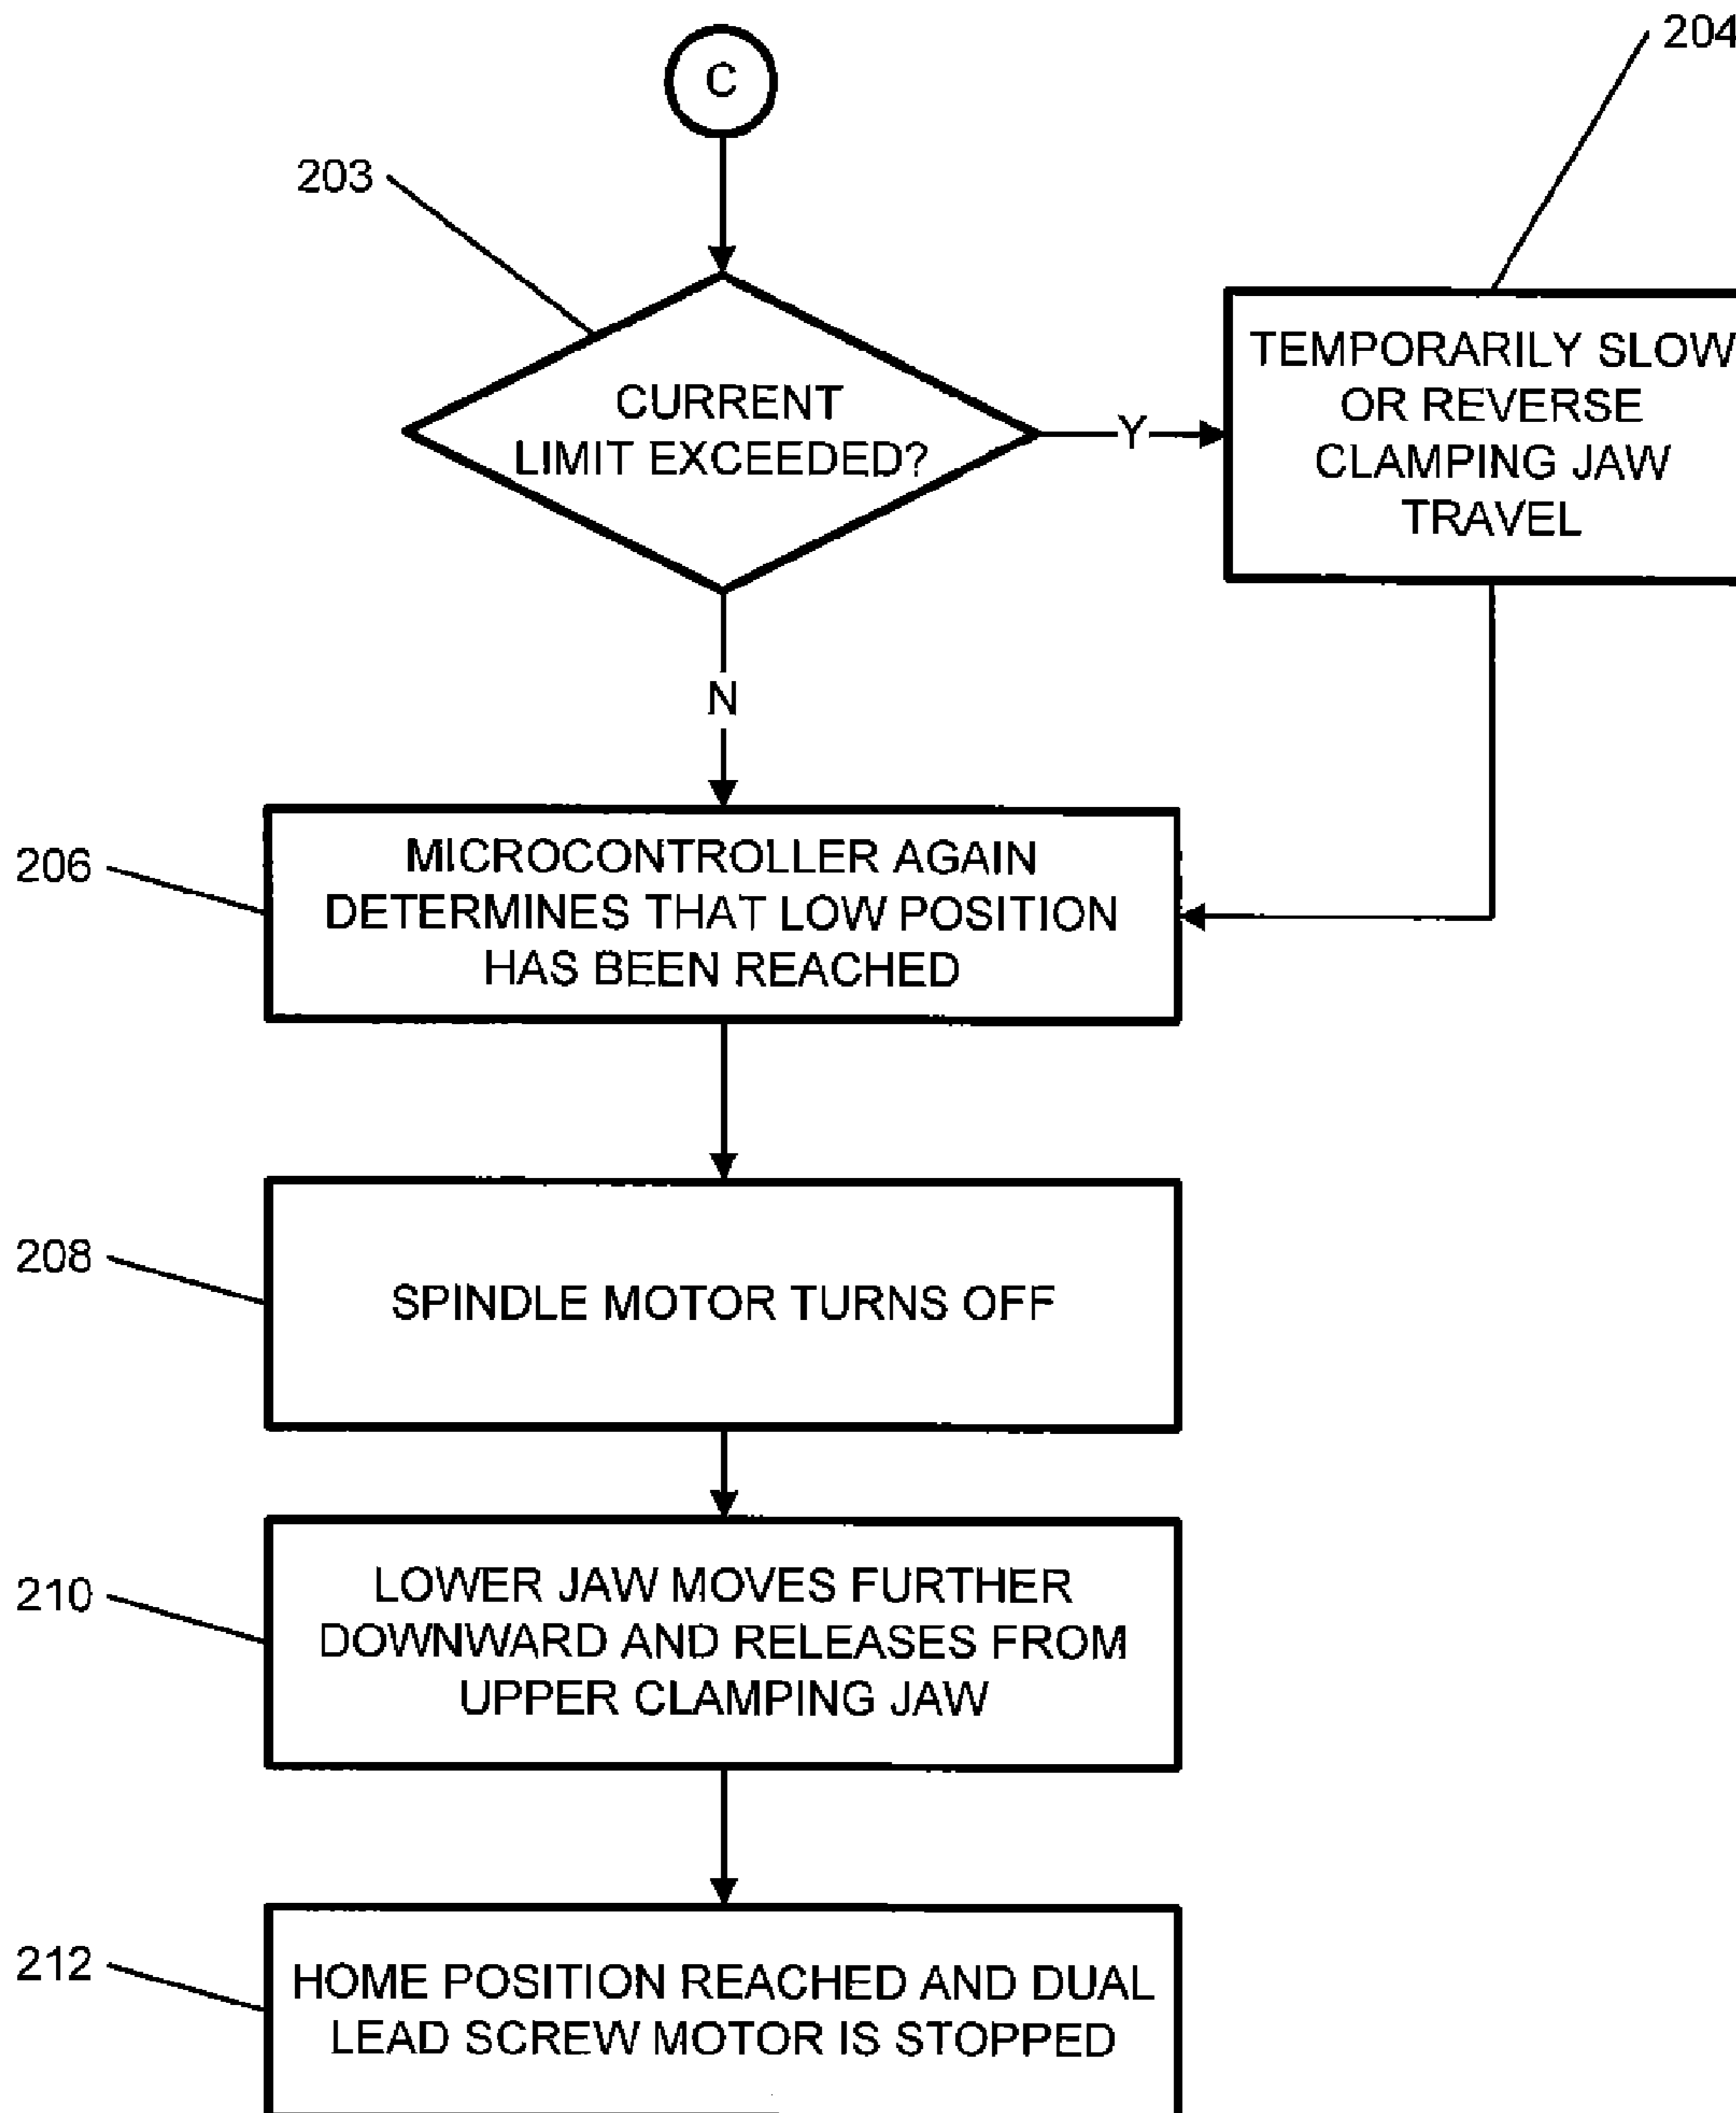 C
204
203
CURRENT
LIMIT EXCEEDED?
Y
TEMPORARILY SLOW
OR REVERSE
CLAMPING JAW
TRAVEL
N
206
MICROCONTROLLER AGAIN
DETERMINES THAT LOW POSITION
HAS BEEN REACHED
208
SPINDLE MOTOR TURNS OFF
210
LOWER JAW MOVES FURTHER
DOWNWARD AND RELEASES FROM
UPPER CLAMPING JAW
212
HOME POSITION REACHED AND DUAL
LEAD SCREW MOTOR IS STOPPED